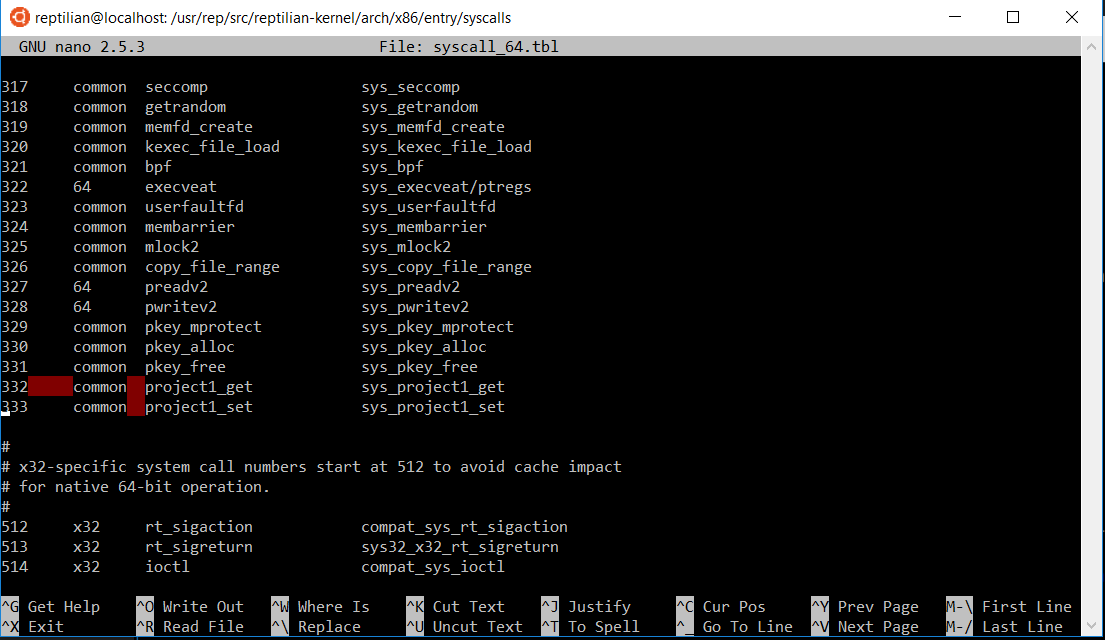 reptilian@localhost: /usr/rep/src/reptilian-kernel/arch/x86/entry/syscalls
GNU nano 2.5.3 File: syscall_64.tbl
317 common seccomp sys_seccomp
318 common getrandom sys_getrandom
319 common memfd_create sys_memfd_create
320 common kexec_file_load sys_kexec_file_load
321 common bpf sys_bpf
322 64 execveat sys_execveat/ptregs
323 common userfaultfd sys_userfaultfd
324 common membarrier sys_membarrier
325 common mlock2 sys_mlock2
326 common copy_file_range sys_copy_file_range
327 64 preadv2 sys_preadv2
328 64 pwritev2 sys_pwritev2
329 common pkey_mprotect sys_pkey_mprotect
330 common pkey_alloc sys_pkey_alloc
331 common pkey_free sys_pkey_free
332 common project1_get sys_project1_get
333 common project1_set sys_project1_set
#
# x32-specific system call numbers start at 512 to avoid cache impact
# for native 64-bit operation.
#
512 x32 rt_sigaction compat_sys_rt_sigaction
513 x32 rt_sigreturn sys32_x32_rt_sigreturn
514 x32 ioctl compat_sys_ioctl
^G Get Help ^O Write Out ^W Where Is ^K Cut Text ^J Justify ^C Cur Pos ^Y Prev Page M-\ First Line
^X Exit ^R Read File ^\ Replace ^U Uncut Text ^T To Spell ^_ Go To Line ^V Next Page M-/ Last Line